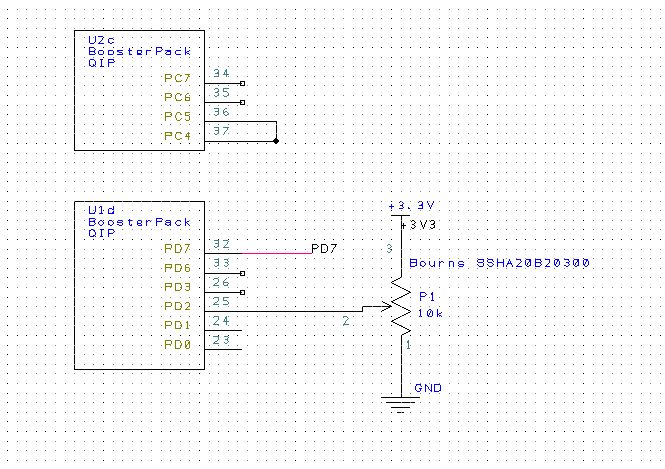 U2c
BoosterPack
QIP
PC7 34
PC6 35
PC5 36
PC4 37
U1d
BoosterPack
QIP
PD7 32 PD7
PD6 33
PD3 26
PD2 25
PD1 24
PD0 23
+3.3V
+3V3
3
Bourns SSHA20B20300
P1
10k
2
1
GND